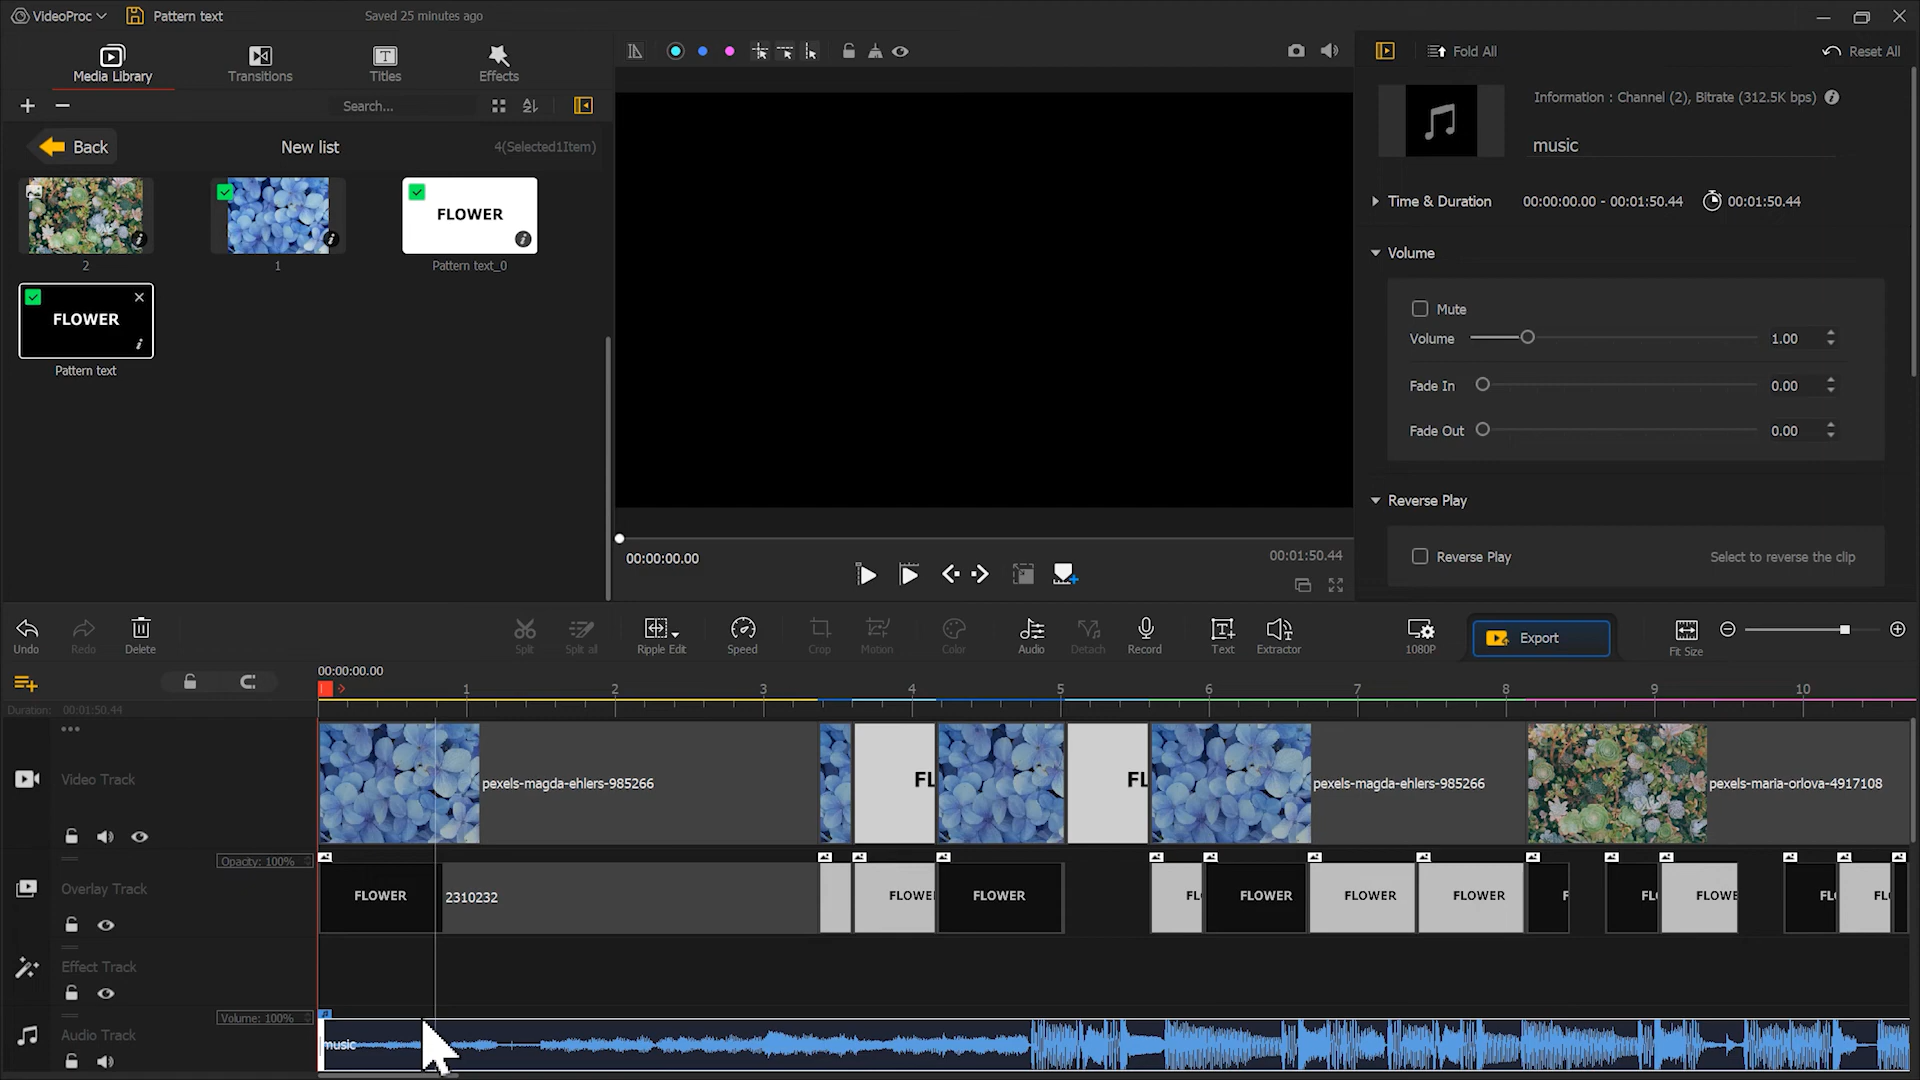 VideoProc
Pattern text
Saved 25 minutes ago
Media Library
Transitions
Titles
Effects
Search...
Back
New list
4(Selected1Item)
2
1
FLOWER
Pattern text_0
FLOWER
Pattern text
00:00:00.00
00:01:50.44
Fold All
Reset All
Information : Channel (2), Bitrate (312.5K bps)
music
Time & Duration
00:00:00.00 - 00:01:50.44
00:01:50.44
Volume
Mute
Volume
1.00
Fade In
0.00
Fade Out
0.00
Reverse Play
Reverse Play
Select to reverse the clip
Undo
Redo
Delete
Split
Split all
Ripple Edit
Speed
Crop
Motion
Color
Audio
Detach
Record
Text
Extractor
1080P
Export
Fit Size
00:00:00.00
1 2 3 4 5 6 7 8 9 10
Duration: 00:01:50.44
Video Track
pexels-magda-ehlers-985266
FL
FL
pexels-magda-ehlers-985266
pexels-maria-orlova-4917108
Opacity: 100%
Overlay Track
FLOWER
2310232
FLOWE
FLOWER
FL
FLOWER
FLOWER
FLOWER
F
FL
FLOWE
FL
FL
Effect Track
Volume: 100%
Audio Track
music